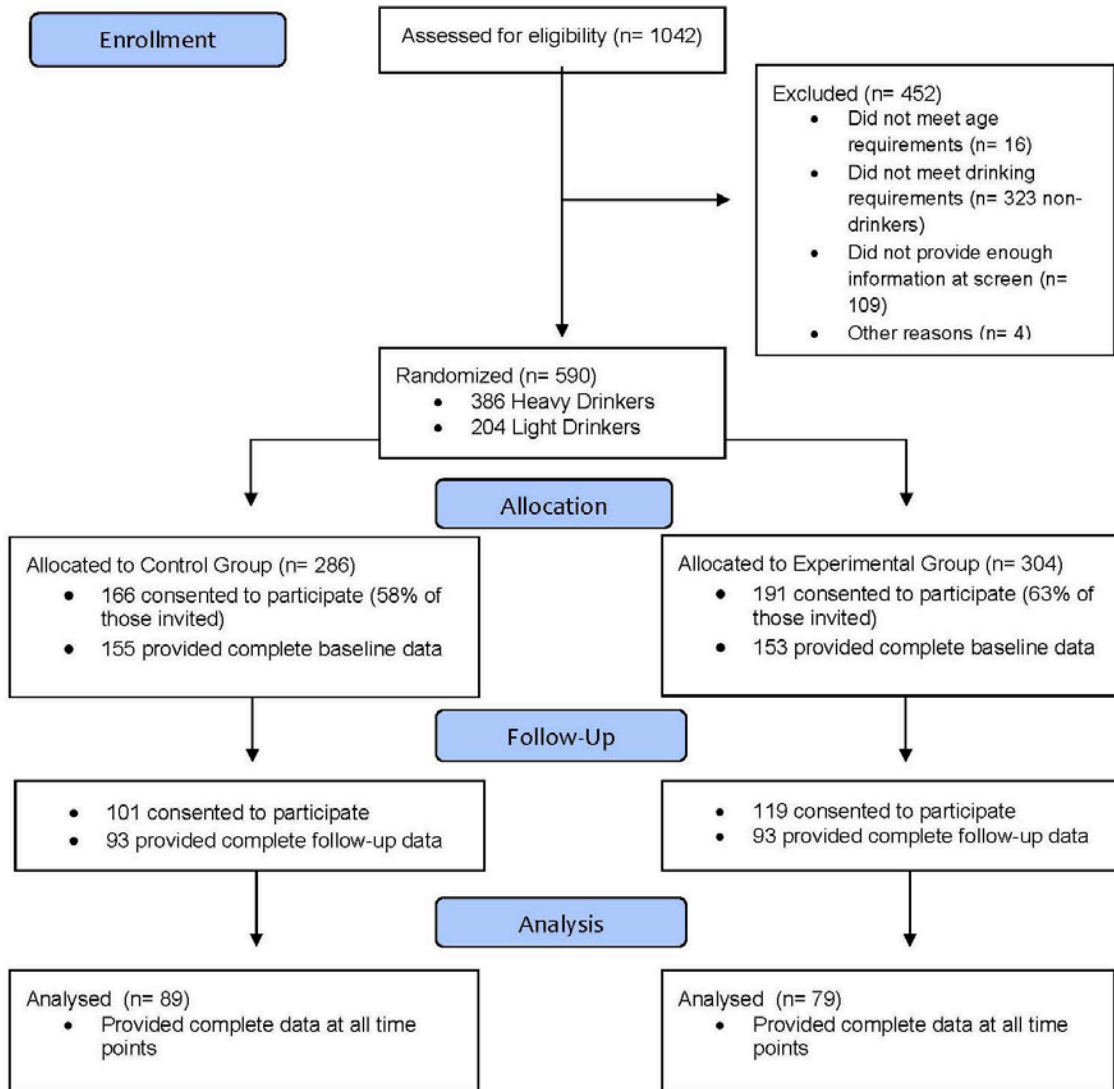 Enrollment
Assessed for eligibility (n= 1042)
Excluded (n= 452)
• Did not meet age
requirements (n= 16)
• Did not meet drinking
requirements (n= 323 non-
drinkers)
• Did not provide enough
information at screen (n=
109)
• Other reasons (n= 4)
Randomized (n= 590)
• 386 Heavy Drinkers
• 204 Light Drinkers
Allocation
Allocated to Control Group (n= 286)
• 166 consented to participate (58% of
those invited)
• 155 provided complete baseline data
Allocated to Experimental Group (n= 304)
• 191 consented to participate (63% of
those invited)
• 153 provided complete baseline data
Follow-Up
• 101 consented to participate
• 93 provided complete follow-up data
• 119 consented to participate
• 93 provided complete follow-up data
Analysis
Analysed (n= 89)
• Provided complete data at all time
points
Analysed (n= 79)
• Provided complete data at all time
points